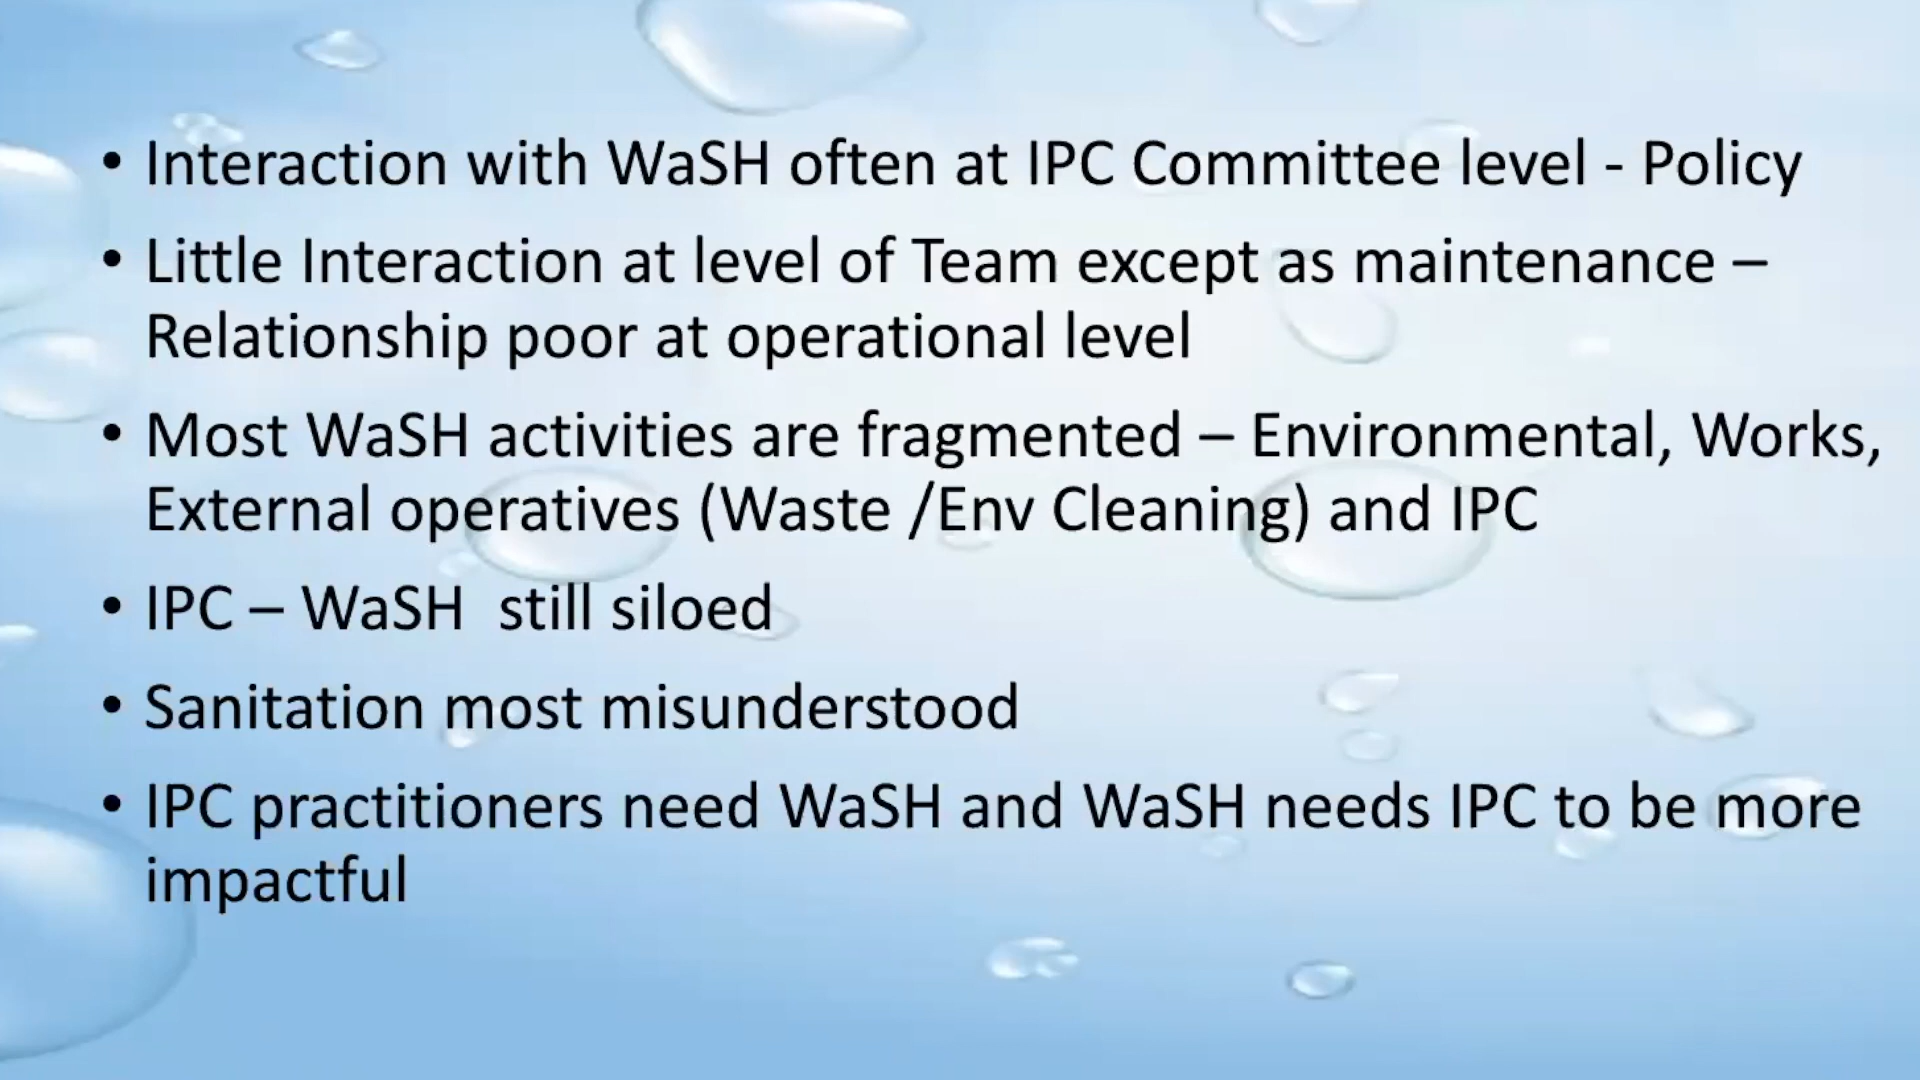 • Interaction with WaSH often at IPC Committee level - Policy
• Little Interaction at level of Team except as maintenance –
Relationship poor at operational level
• Most WaSH activities are fragmented – Environmental, Works,
External operatives (Waste /Env Cleaning) and IPC
• IPC – WaSH  still siloed
• Sanitation most misunderstood
• IPC practitioners need WaSH and WaSH needs IPC to be more
impactful